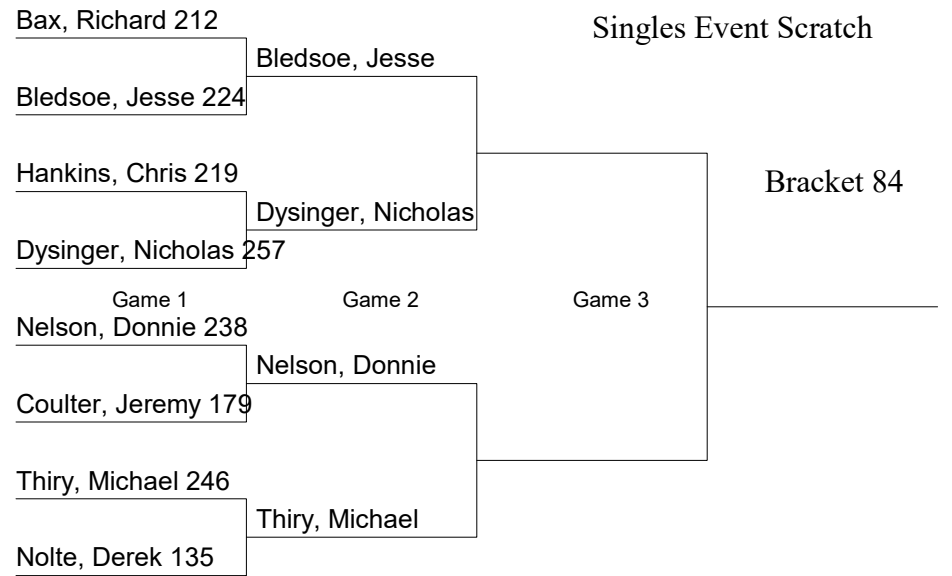 Bax, Richard 212
Singles Event Scratch
Bledsoe, Jesse
Bledsoe, Jesse 224
Hankins, Chris 219
Bracket 84
Dysinger, Nicholas
Dysinger, Nicholas 257
Game 1 Game 2 Game 3
Nelson, Donnie 238
Nelson, Donnie
Coulter, Jeremy 179
Thiry, Michael 246
Thiry, Michael
Nolte, Derek 135